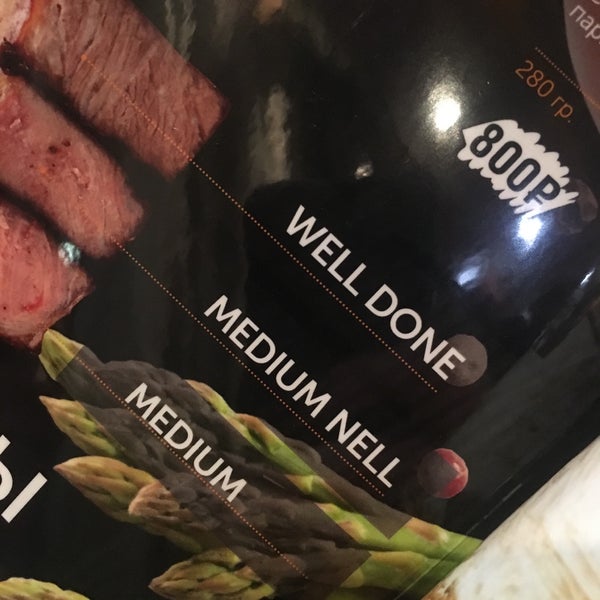 280 гр.
800₽
WELL DONE
MEDIUM NELL
MEDIUM